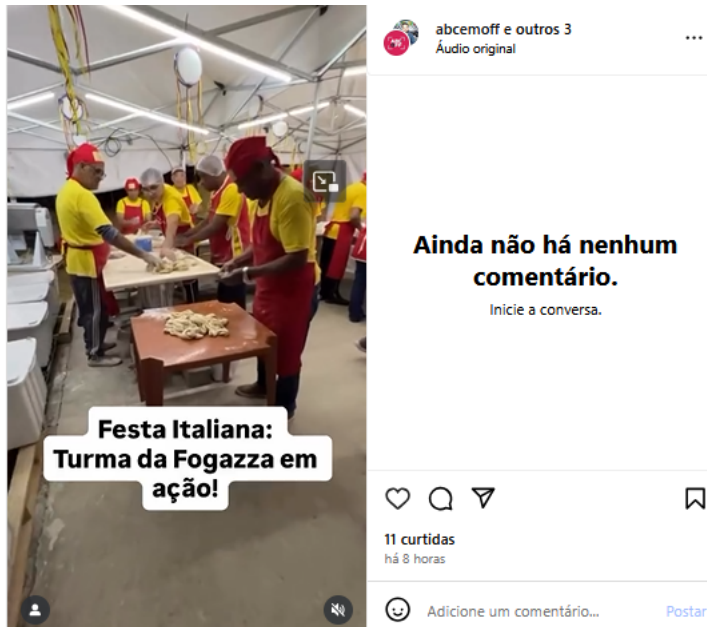 Festa Italiana:
Turma da Fogazza em
ação!
abcemoff e outros 3
Áudio original
Ainda não há nenhum
comentário.
Inicie a conversa.
11 curtidas
há 8 horas
Adicione um comentário...
Postar